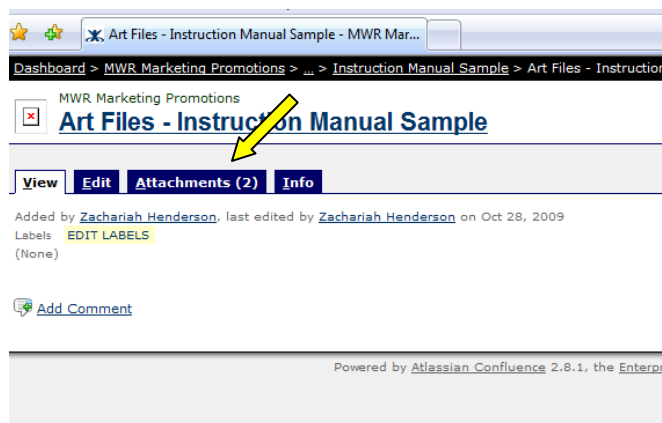 Art Files - Instruction Manual Sample - MWR Mar...
Dashboard > MWR Marketing Promotions > ... > Instruction Manual Sample > Art Files - Instruction
MWR Marketing Promotions
Art Files - Instruction Manual Sample
View Edit Attachments (2) Info
Added by Zachariah Henderson, last edited by Zachariah Henderson on Oct 28, 2009
Labels EDIT LABELS
(None)
Add Comment
Powered by Atlassian Confluence 2.8.1, the Enterpr